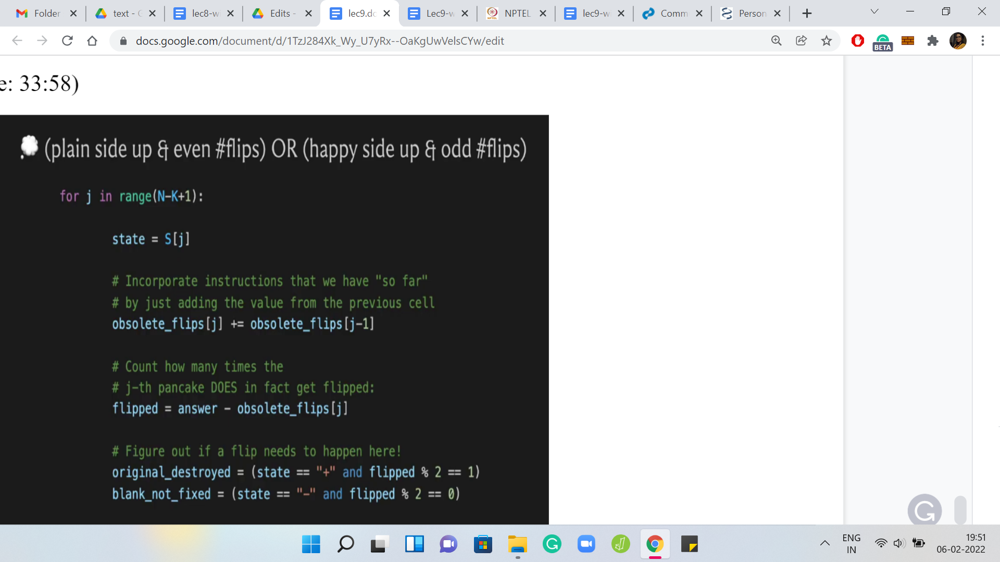 Folder
text - G
lec8-w
Edits -
lec9.dc
Lec9-w
NPTEL
lec9-w
Comm
Person
docs.google.com/document/d/1TzJ284Xk_Wy_U7yRx--OaKgUwVelsCYw/edit
BETA
e: 33:58)
(plain side up & even #flips) OR (happy side up & odd #flips)
for j in range(N-K+1):
state = S[j]
# Incorporate instructions that we have "so far"
# by just adding the value from the previous cell
obsolete_flips[j] += obsolete_flips[j-1]
# Count how many times the
# j-th pancake DOES in fact get flipped:
flipped = answer - obsolete_flips[j]
# Figure out if a flip needs to happen here!
original_destroyed = (state == "+" and flipped % 2 == 1)
blank_not_fixed = (state == "-" and flipped % 2 == 0)
ENG
IN
19:51
06-02-2022